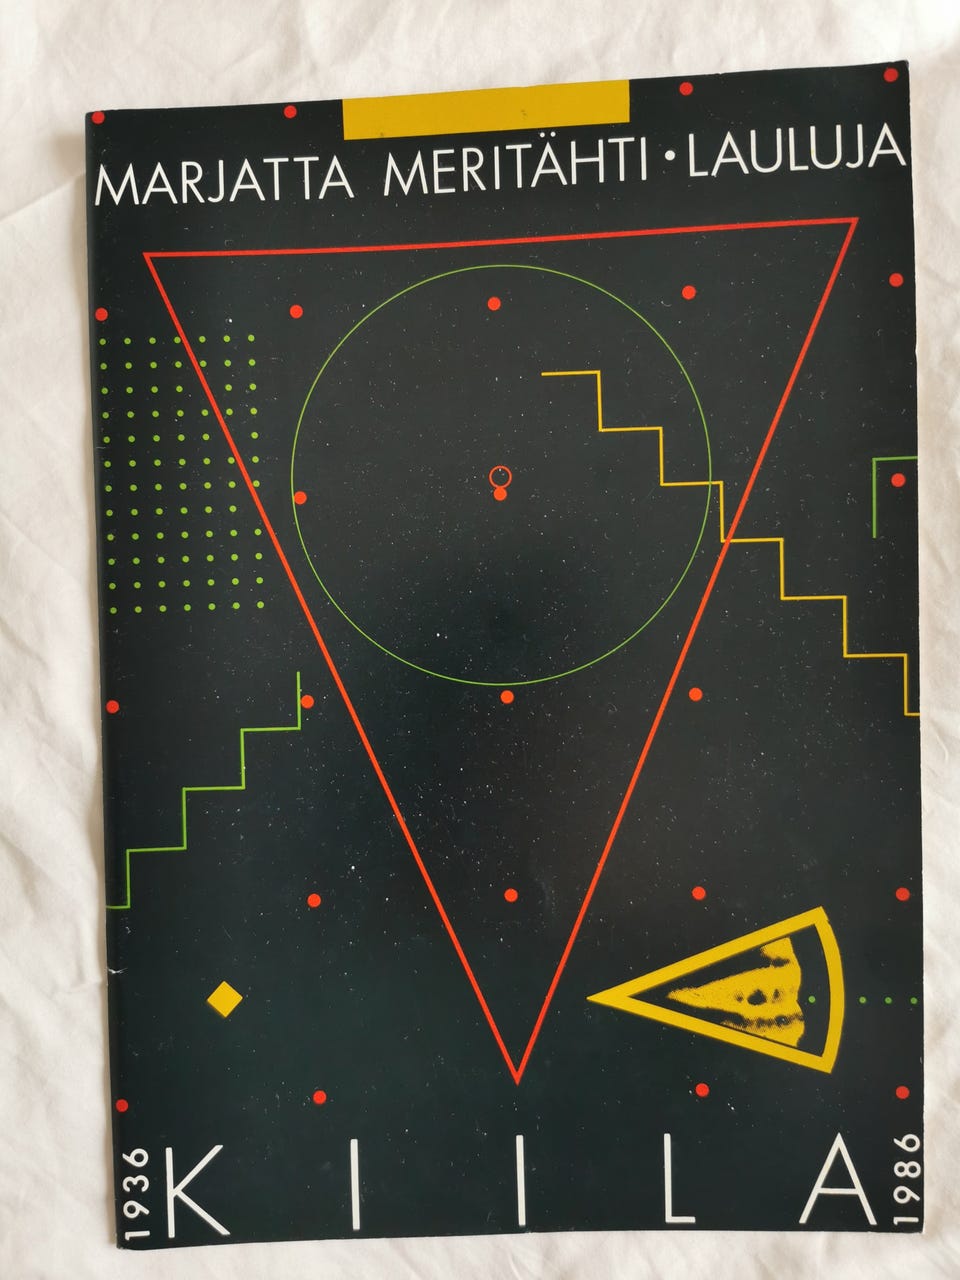 MARJATTA MERITÄHTI • LAULUJA
1936
KIILA
1986